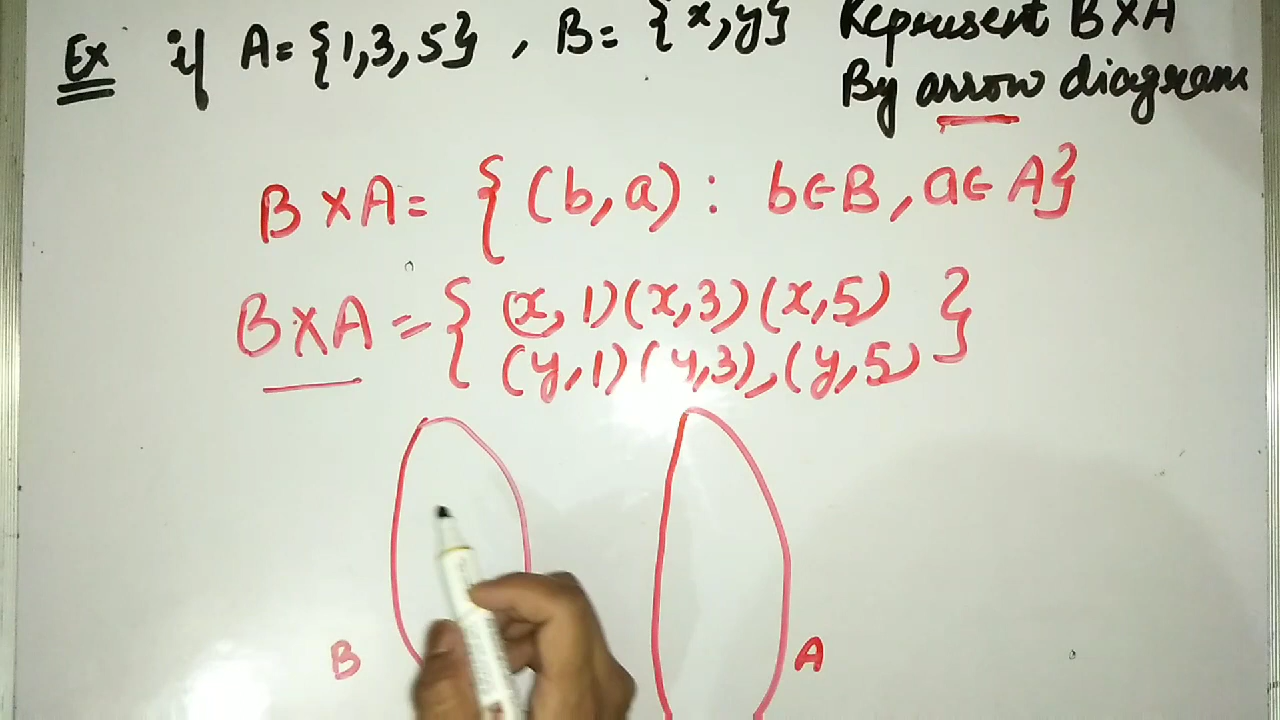 Ex if A={1,3,5}, B={x,y} Represent B×A
By arrow diagram
B×A= {(b,a): b∈B, a∈A}
B×A={(x,1)(x,3)(x,5)
(y,1)(y,3),(y,5)}
B A